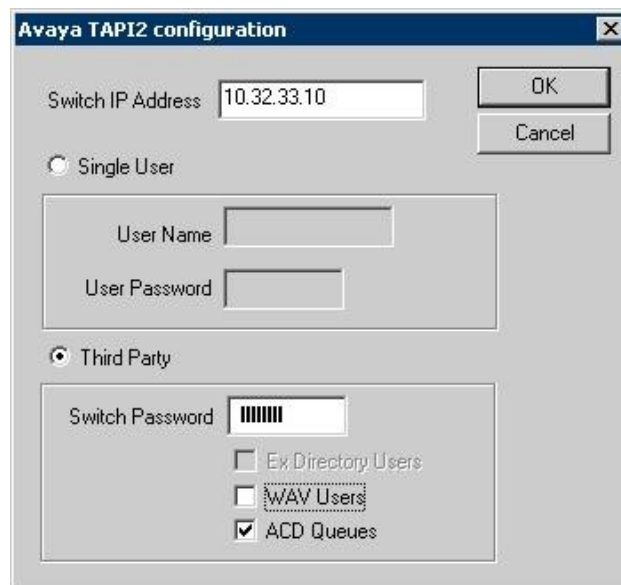 Avaya TAPI2 configuration
Switch IP Address 10.32.33.10
OK
Cancel
Single User
User Name
User Password
Third Party
Switch Password
Ex Directory Users
WAV Users
ACD Queues